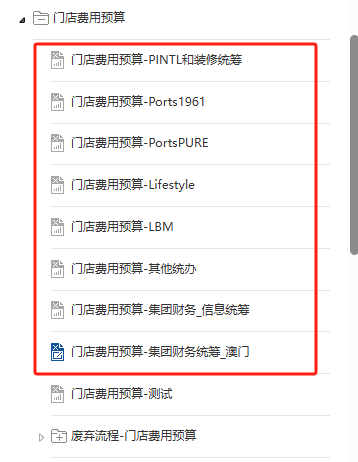 门店费用预算
门店费用预算-PINTL和装修统筹
门店费用预算-Ports1961
门店费用预算-PortsPURE
门店费用预算-Lifestyle
门店费用预算-LBM
门店费用预算-其他统办
门店费用预算-集团财务_信息统筹
门店费用预算-集团财务统筹_澳门
门店费用预算-测试
废弃流程-门店费用预算